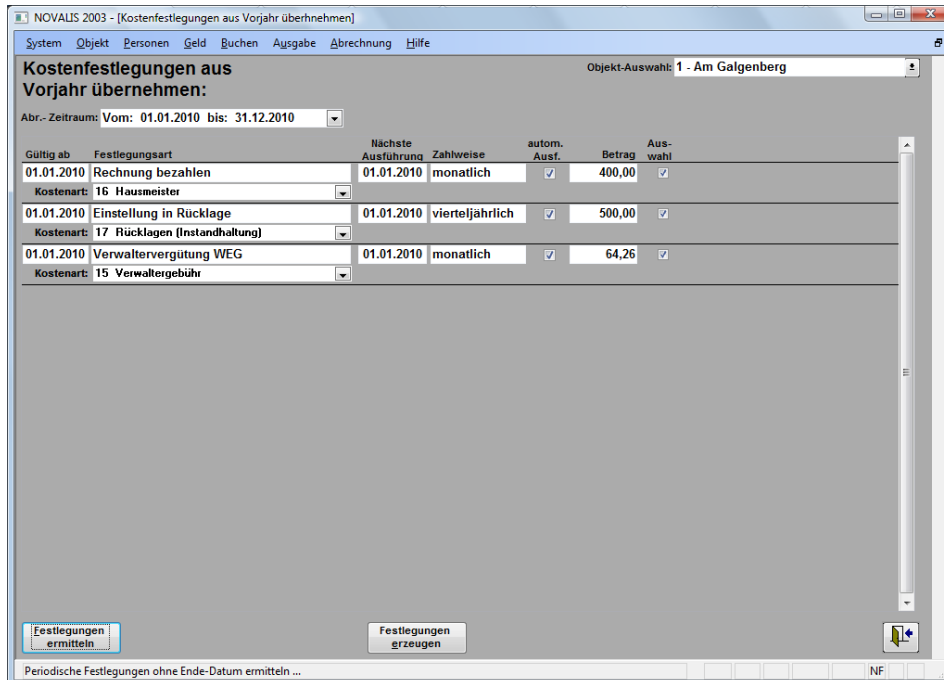 NOVALIS 2003 - [Kostenfestlegungen aus Vorjahr überhnehmen]
System Objekt Personen Geld Buchen Ausgabe Abrechnung Hilfe
Kostenfestlegungen aus
Vorjahr übernehmen:
Objekt-Auswahl: 1 - Am Galgenberg
Abr.- Zeitraum: Vom: 01.01.2010 bis: 31.12.2010
Nächste autom. Aus-
Gültig ab Festlegungsart Ausführung Zahlweise Ausf. Betrag wahl
01.01.2010 Rechnung bezahlen 01.01.2010 monatlich 400,00
Kostenart: 16 Hausmeister
01.01.2010 Einstellung in Rücklage 01.01.2010 vierteljährlich 500,00
Kostenart: 17 Rücklagen (Instandhaltung)
01.01.2010 Verwaltervergütung WEG 01.01.2010 monatlich 64,26
Kostenart: 15 Verwaltergebühr
Festlegungen
ermitteln
Festlegungen
erzeugen
Periodische Festlegungen ohne Ende-Datum ermitteln ... NF